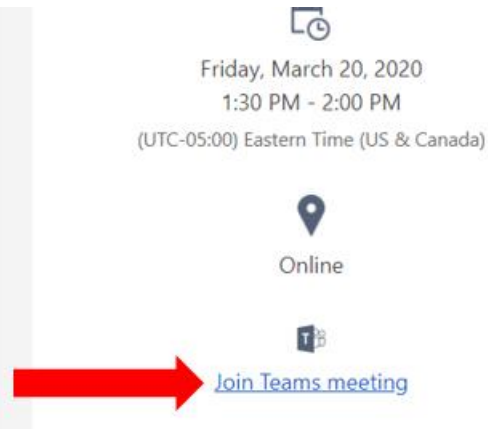 Friday, March 20, 2020
1:30 PM - 2:00 PM
(UTC-05:00) Eastern Time (US & Canada)
Online
T
Join Teams meeting